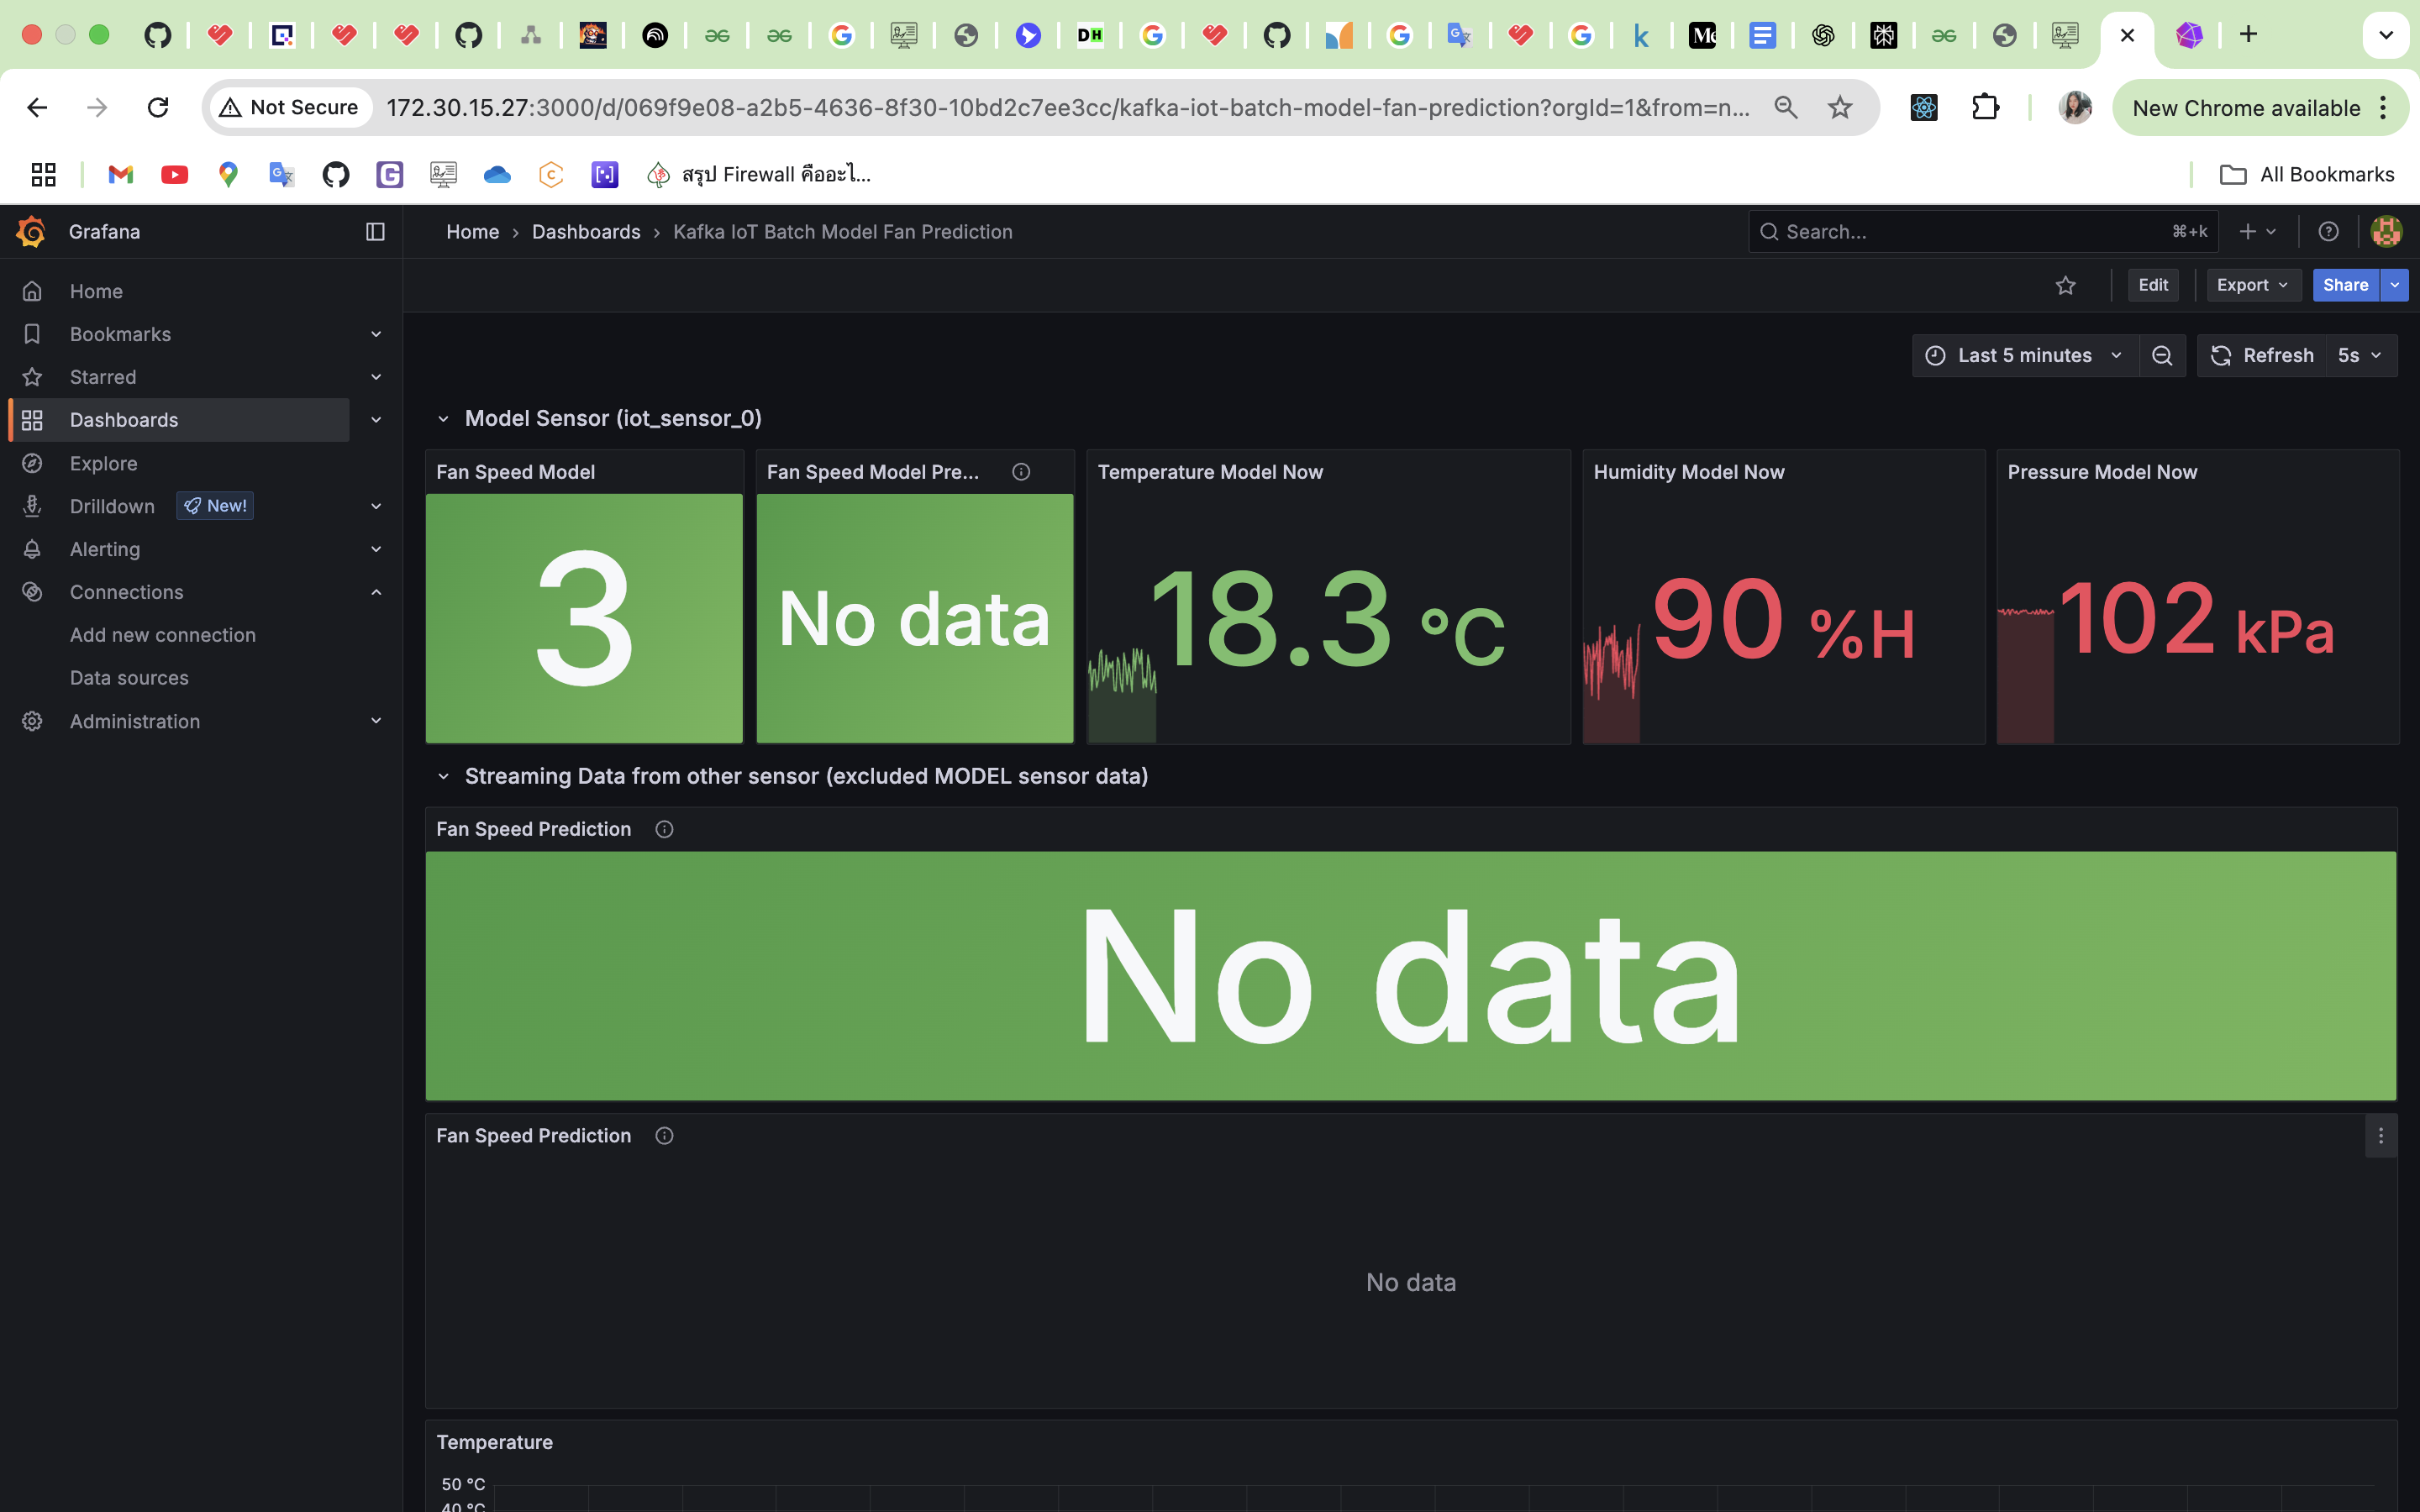 Not Secure 172.30.15.27:3000/d/069f9e08-a2b5-4636-8f30-10bd2c7ee3cc/kafka-iot-batch-model-fan-prediction?orgId=1&from=n... New Chrome available
สรุป Firewall คืออะไ... All Bookmarks
Grafana Home › Dashboards › Kafka IoT Batch Model Fan Prediction Search... ⌘+k
Edit Export Share
Home
Bookmarks
Starred
Dashboards
Explore
Drilldown New!
Alerting
Connections
Add new connection
Data sources
Administration
Last 5 minutes Refresh 5s
Model Sensor (iot_sensor_0)
Fan Speed Model
3
Fan Speed Model Pre...
No data
Temperature Model Now
18.3 °C
Humidity Model Now
90 %H
Pressure Model Now
102 kPa
Streaming Data from other sensor (excluded MODEL sensor data)
Fan Speed Prediction
No data
Fan Speed Prediction
No data
Temperature
50 °C
40 °C